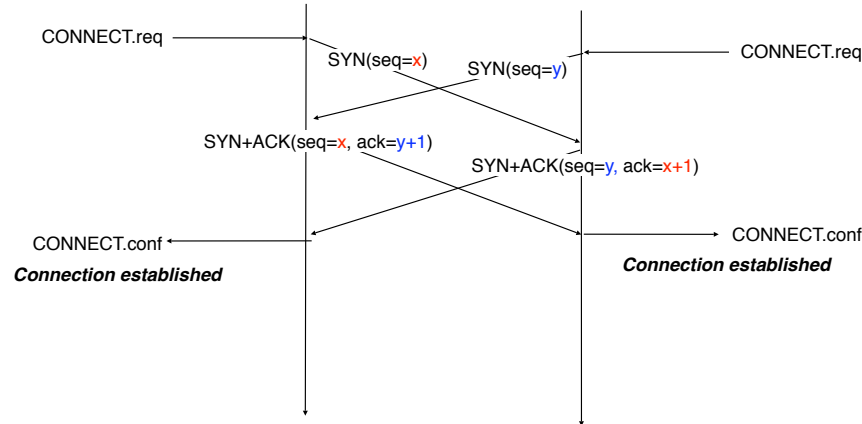 CONNECT.req
CONNECT.req
SYN(seq=x)
SYN(seq=y)
SYN+ACK(seq=x, ack=y+1)
SYN+ACK(seq=y, ack=x+1)
CONNECT.conf
CONNECT.conf
Connection established
Connection established